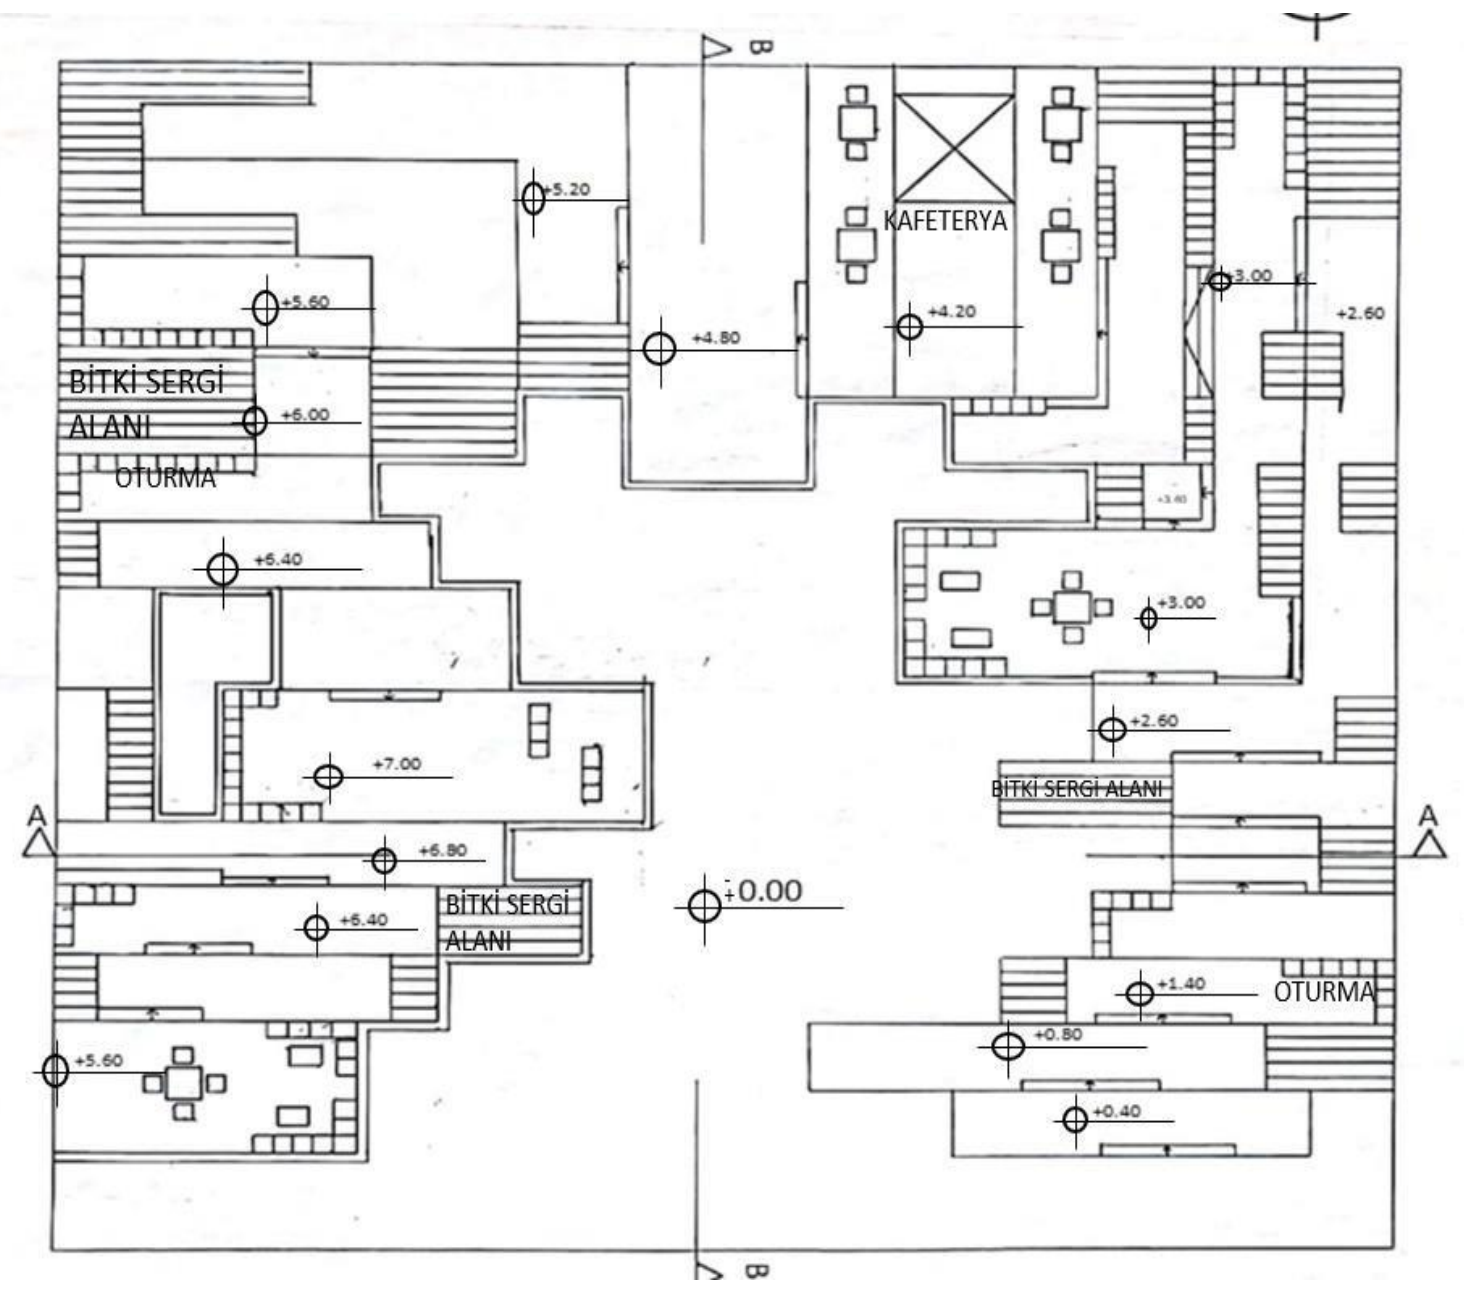 B
+5.20
KAFETERYA
+5.60
+3.00
+4.20
+2.60
+4.80
BİTKİ SERGİ
ALANI
+6.00
OTURMA
+3.60
+6.40
+3.00
+2.60
+7.00
BİTKİ SERGİ ALANI
A
A
+6.80
+0.00
BİTKİ SERGİ
ALANI
+6.40
+1.40
OTURMA
+0.80
+5.60
+0.40
B